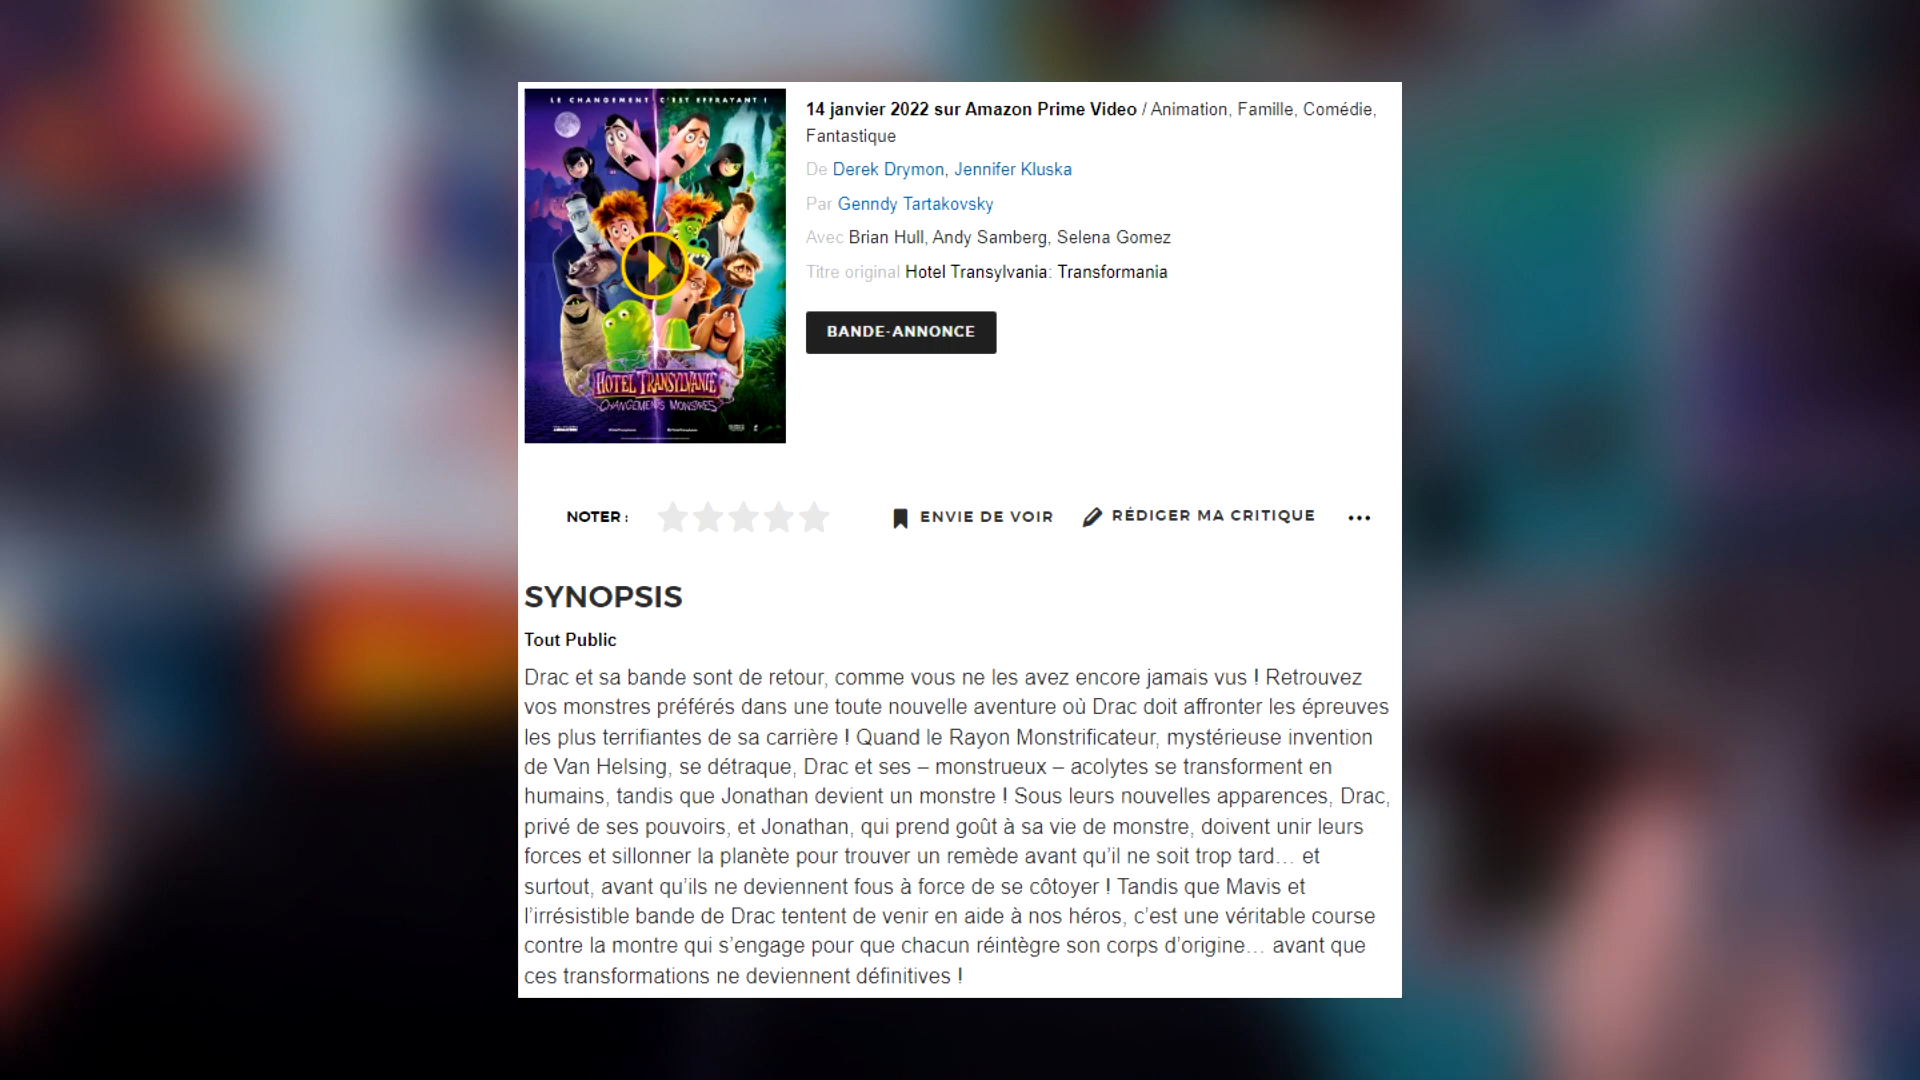 LE CHANGEMENT C'EST EFFRAYANT !
HOTEL TRANSYLVANIE
CHANGEMENTS MONSTRES
14 janvier 2022 sur Amazon Prime Video / Animation, Famille, Comédie,
Fantastique
De Derek Drymon, Jennifer Kluska
Par Genndy Tartakovsky
Avec Brian Hull, Andy Samberg, Selena Gomez
Titre original Hotel Transylvania: Transformania
BANDE-ANNONCE
NOTER :
ENVIE DE VOIR
RÉDIGER MA CRITIQUE
SYNOPSIS
Tout Public
Drac et sa bande sont de retour, comme vous ne les avez encore jamais vus ! Retrouvez
vos monstres préférés dans une toute nouvelle aventure où Drac doit affronter les épreuves
les plus terrifiantes de sa carrière ! Quand le Rayon Monstrificateur, mystérieuse invention
de Van Helsing, se détraque, Drac et ses – monstrueux – acolytes se transforment en
humains, tandis que Jonathan devient un monstre ! Sous leurs nouvelles apparences, Drac,
privé de ses pouvoirs, et Jonathan, qui prend goût à sa vie de monstre, doivent unir leurs
forces et sillonner la planète pour trouver un remède avant qu’il ne soit trop tard… et
surtout, avant qu’ils ne deviennent fous à force de se côtoyer ! Tandis que Mavis et
l’irrésistible bande de Drac tentent de venir en aide à nos héros, c’est une véritable course
contre la montre qui s’engage pour que chacun réintègre son corps d’origine… avant que
ces transformations ne deviennent définitives !